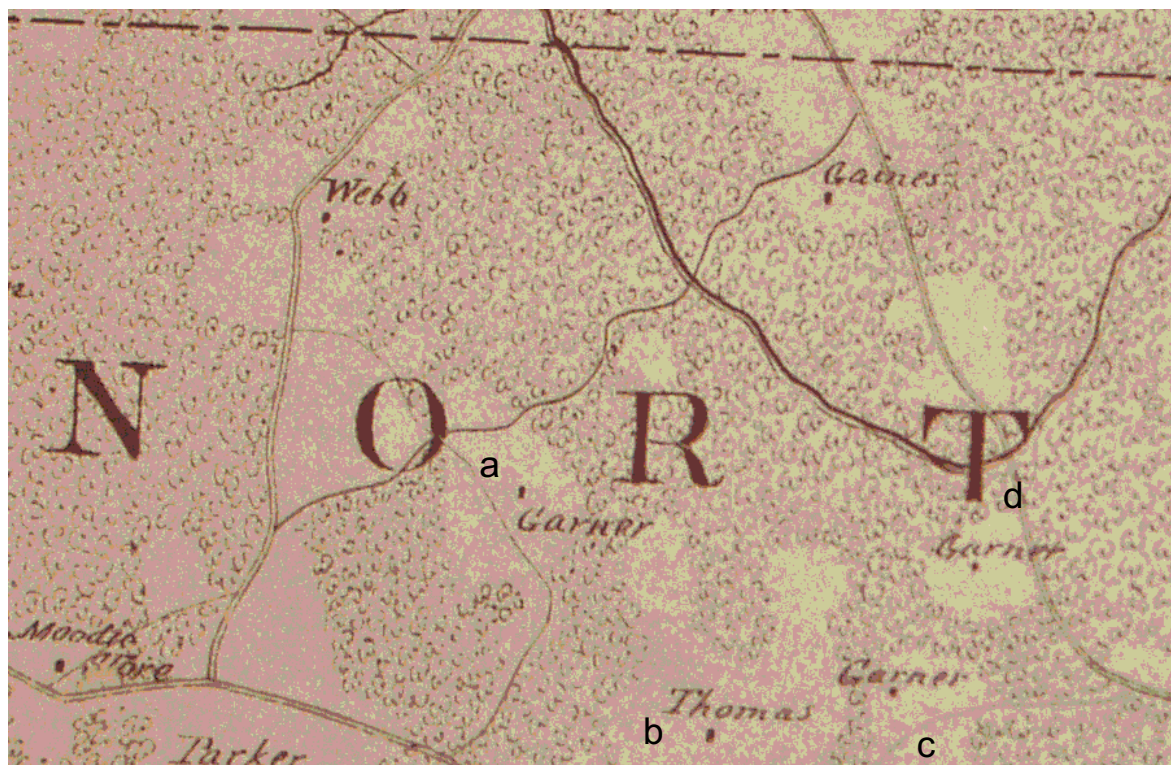 Webb
Gaines
N O R T
a
Garner
d
Garner
Moodie
Store
Garner
Thomas
b
c
Parker